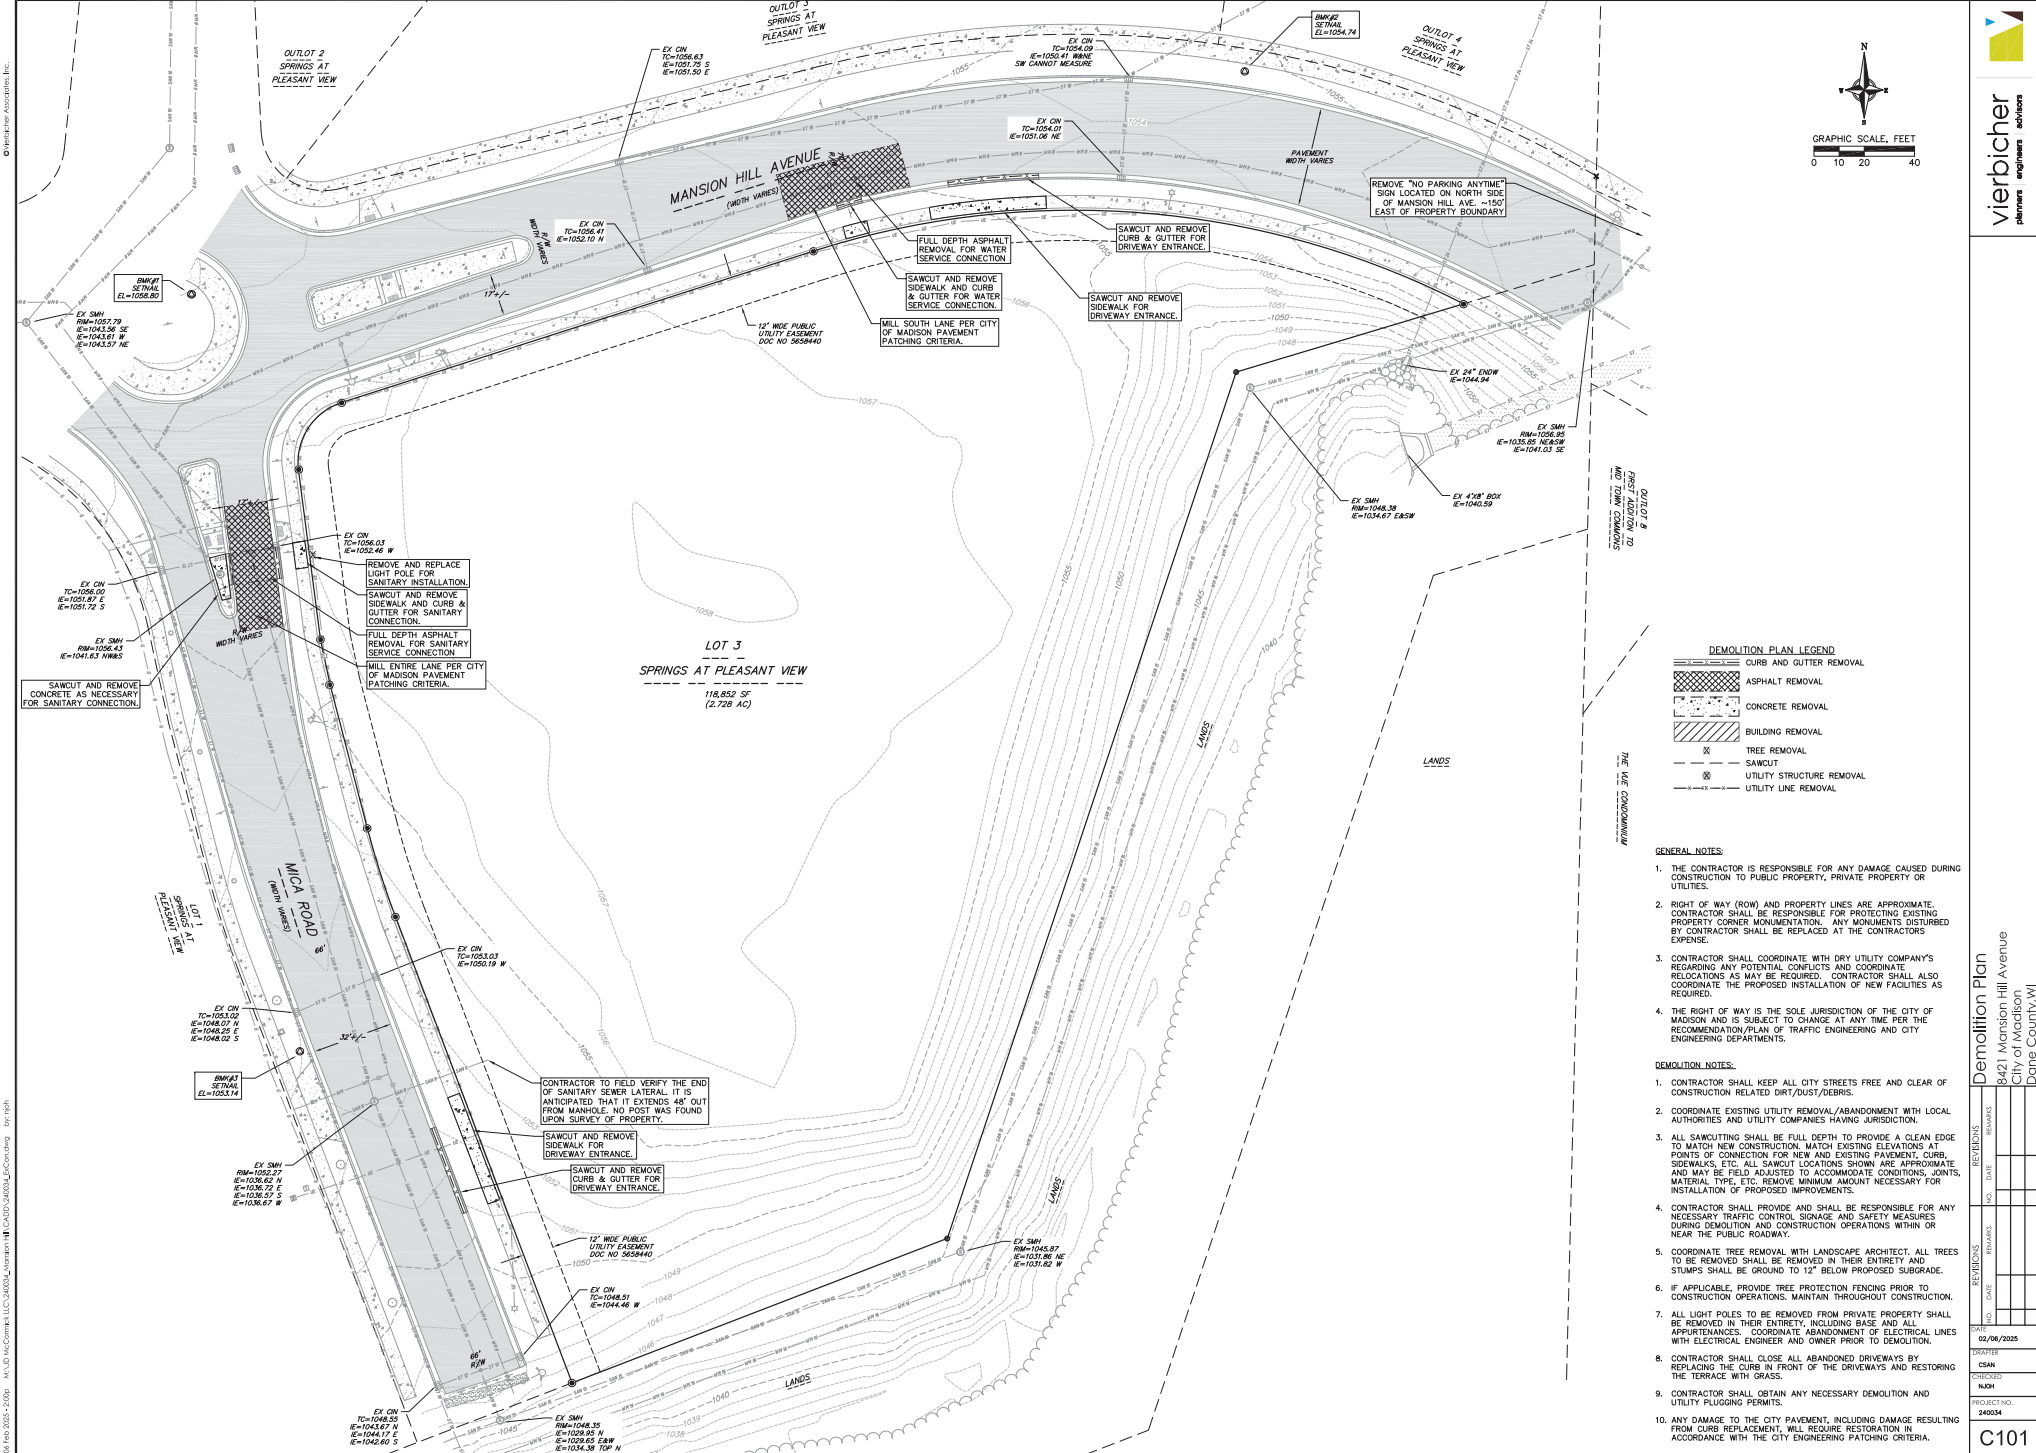 © Vierbicher Associates, Inc.
OUTLOT 2
SPRINGS AT
PLEASANT VIEW
OUTLOT 3
SPRINGS AT
PLEASANT VIEW
OUTLOT 4
SPRINGS AT
PLEASANT VIEW
BMK#2
SETNAIL
EL=1054.74
EX CIN
TC=1056.63
IE=1051.75 S
IE=1051.50 E
EX CIN
TC=1054.09
IE=1050.41 W&NE
SW CANNOT MEASURE
EX CIN
TC=1054.01
IE=1051.06 NE
PAVEMENT
WIDTH VARIES
MANSION HILL AVENUE
(WIDTH VARIES)
R/W
WIDTH VARIES
EX CIN
TC=1056.41
IE=1052.10 N
REMOVE "NO PARKING ANYTIME"
SIGN LOCATED ON NORTH SIDE
OF MANSION HILL AVE. ~150'
EAST OF PROPERTY BOUNDARY
SAWCUT AND REMOVE
CURB & GUTTER FOR
DRIVEWAY ENTRANCE.
FULL DEPTH ASPHALT
REMOVAL FOR WATER
SERVICE CONNECTION
SAWCUT AND REMOVE
SIDEWALK AND CURB
& GUTTER FOR WATER
SERVICE CONNECTION.
SAWCUT AND REMOVE
SIDEWALK FOR
DRIVEWAY ENTRANCE.
MILL SOUTH LANE PER CITY
OF MADISON PAVEMENT
PATCHING CRITERIA.
12' WIDE PUBLIC
UTILITY EASEMENT
DOC NO 5658440
BMK#1
SETNAIL
EL=1058.80
EX SMH
RIM=1057.79
IE=1043.56 SE
IE=1043.61 W
IE=1043.57 NE
17'+/-
EX 24" ENDW
IE=1044.94
EX SMH
RIM=1056.95
IE=1035.85 NE&SW
IE=1041.03 SE
EX SMH
RIM=1048.38
IE=1034.67 E&SW
EX 4'X8' BOX
IE=1040.59
OUTLOT 8
FIRST ADDITION TO
MID TOWN COMMONS
17'+/-
EX CIN
TC=1056.03
IE=1052.46 W
REMOVE AND REPLACE
LIGHT POLE FOR
SANITARY INSTALLATION.
SAWCUT AND REMOVE
SIDEWALK AND CURB &
GUTTER FOR SANITARY
CONNECTION.
FULL DEPTH ASPHALT
REMOVAL FOR SANITARY
SERVICE CONNECTION
MILL ENTIRE LANE PER CITY
OF MADISON PAVEMENT
PATCHING CRITERIA.
EX CIN
TC=1056.00
IE=1051.87 E
IE=1051.72 S
EX SMH
RIM=1056.43
IE=1041.63 NW&S
R/W
WIDTH VARIES
SAWCUT AND REMOVE
CONCRETE AS NECESSARY
FOR SANITARY CONNECTION.
LOT 3
SPRINGS AT PLEASANT VIEW
118,852 SF
(2.728 AC)
LANDS
LANDS
THE VUE CONDOMINIUM
LOT 1
SPRINGS AT
PLEASANT VIEW
MICA ROAD
(WIDTH VARIES)
66'
EX CIN
TC=1053.03
IE=1050.19 W
EX CIN
TC=1053.02
IE=1048.07 N
IE=1048.25 E
IE=1048.02 S
32'+/-
BMK#3
SETNAIL
EL=1053.14
CONTRACTOR TO FIELD VERIFY THE END
OF SANITARY SEWER LATERAL. IT IS
ANTICIPATED THAT IT EXTENDS 48' OUT
FROM MANHOLE. NO POST WAS FOUND
UPON SURVEY OF PROPERTY.
SAWCUT AND REMOVE
SIDEWALK FOR
DRIVEWAY ENTRANCE.
SAWCUT AND REMOVE
CURB & GUTTER FOR
DRIVEWAY ENTRANCE.
EX SMH
RIM=1052.27
IE=1036.62 N
IE=1036.72 E
IE=1036.57 S
IE=1036.67 W
12' WIDE PUBLIC
UTILITY EASEMENT
DOC NO 5658440
EX SMH
RIM=1045.87
IE=1031.86 NE
IE=1031.82 W
LANDS
EX CIN
TC=1048.51
IE=1044.46 W
66'
R/W
LANDS
EX CIN
TC=1048.55
IE=1043.67 N
IE=1044.17 E
IE=1042.60 S
EX SMH
RIM=1048.35
IE=1029.95 N
IE=1029.65 E&W
IE=1034.38 TOP N
N
GRAPHIC SCALE, FEET
0 10 20 40
DEMOLITION PLAN LEGEND
CURB AND GUTTER REMOVAL
ASPHALT REMOVAL
CONCRETE REMOVAL
BUILDING REMOVAL
TREE REMOVAL
SAWCUT
UTILITY STRUCTURE REMOVAL
UTILITY LINE REMOVAL
GENERAL NOTES:
1. THE CONTRACTOR IS RESPONSIBLE FOR ANY DAMAGE CAUSED DURING
CONSTRUCTION TO PUBLIC PROPERTY, PRIVATE PROPERTY OR
UTILITIES.
2. RIGHT OF WAY (ROW) AND PROPERTY LINES ARE APPROXIMATE.
CONTRACTOR SHALL BE RESPONSIBLE FOR PROTECTING EXISTING
PROPERTY CORNER MONUMENTATION. ANY MONUMENTS DISTURBED
BY CONTRACTOR SHALL BE REPLACED AT THE CONTRACTORS
EXPENSE.
3. CONTRACTOR SHALL COORDINATE WITH DRY UTILITY COMPANY'S
REGARDING ANY POTENTIAL CONFLICTS AND COORDINATE
RELOCATIONS AS MAY BE REQUIRED. CONTRACTOR SHALL ALSO
COORDINATE THE PROPOSED INSTALLATION OF NEW FACILITIES AS
REQUIRED.
4. THE RIGHT OF WAY IS THE SOLE JURISDICTION OF THE CITY OF
MADISON AND IS SUBJECT TO CHANGE AT ANY TIME PER THE
RECOMMENDATION/PLAN OF TRAFFIC ENGINEERING AND CITY
ENGINEERING DEPARTMENTS.
DEMOLITION NOTES:
1. CONTRACTOR SHALL KEEP ALL CITY STREETS FREE AND CLEAR OF
CONSTRUCTION RELATED DIRT/DUST/DEBRIS.
2. COORDINATE EXISTING UTILITY REMOVAL/ABANDONMENT WITH LOCAL
AUTHORITIES AND UTILITY COMPANIES HAVING JURISDICTION.
3. ALL SAWCUTTING SHALL BE FULL DEPTH TO PROVIDE A CLEAN EDGE
TO MATCH NEW CONSTRUCTION. MATCH EXISTING ELEVATIONS AT
POINTS OF CONNECTION FOR NEW AND EXISTING PAVEMENT, CURB,
SIDEWALKS, ETC. ALL SAWCUT LOCATIONS SHOWN ARE APPROXIMATE
AND MAY BE FIELD ADJUSTED TO ACCOMMODATE CONDITIONS, JOINTS,
MATERIAL TYPE, ETC. REMOVE MINIMUM AMOUNT NECESSARY FOR
INSTALLATION OF PROPOSED IMPROVEMENTS.
4. CONTRACTOR SHALL PROVIDE AND SHALL BE RESPONSIBLE FOR ANY
NECESSARY TRAFFIC CONTROL SIGNAGE AND SAFETY MEASURES
DURING DEMOLITION AND CONSTRUCTION OPERATIONS WITHIN OR
NEAR THE PUBLIC ROADWAY.
5. COORDINATE TREE REMOVAL WITH LANDSCAPE ARCHITECT. ALL TREES
TO BE REMOVED SHALL BE REMOVED IN THEIR ENTIRETY AND
STUMPS SHALL BE GROUND TO 12" BELOW PROPOSED SUBGRADE.
6. IF APPLICABLE, PROVIDE TREE PROTECTION FENCING PRIOR TO
CONSTRUCTION OPERATIONS. MAINTAIN THROUGHOUT CONSTRUCTION.
7. ALL LIGHT POLES TO BE REMOVED FROM PRIVATE PROPERTY SHALL
BE REMOVED IN THEIR ENTIRETY, INCLUDING BASE AND ALL
APPURTENANCES. COORDINATE ABANDONMENT OF ELECTRICAL LINES
WITH ELECTRICAL ENGINEER AND OWNER PRIOR TO DEMOLITION.
8. CONTRACTOR SHALL CLOSE ALL ABANDONED DRIVEWAYS BY
REPLACING THE CURB IN FRONT OF THE DRIVEWAYS AND RESTORING
THE TERRACE WITH GRASS.
9. CONTRACTOR SHALL OBTAIN ANY NECESSARY DEMOLITION AND
UTILITY PLUGGING PERMITS.
10. ANY DAMAGE TO THE CITY PAVEMENT, INCLUDING DAMAGE RESULTING
FROM CURB REPLACEMENT, WILL REQUIRE RESTORATION IN
ACCORDANCE WITH THE CITY ENGINEERING PATCHING CRITERIA.
vierbicher
planners | engineers | advisors
Demolition Plan
8421 Mansion Hill Avenue
City of Madison
Dane County, WI
REVISIONS
NO. DATE REMARKS
REVISIONS
NO. DATE REMARKS
DATE
02/06/2025
DRAFTER
CSAN
CHECKED
NJOH
PROJECT NO.
240034
C101